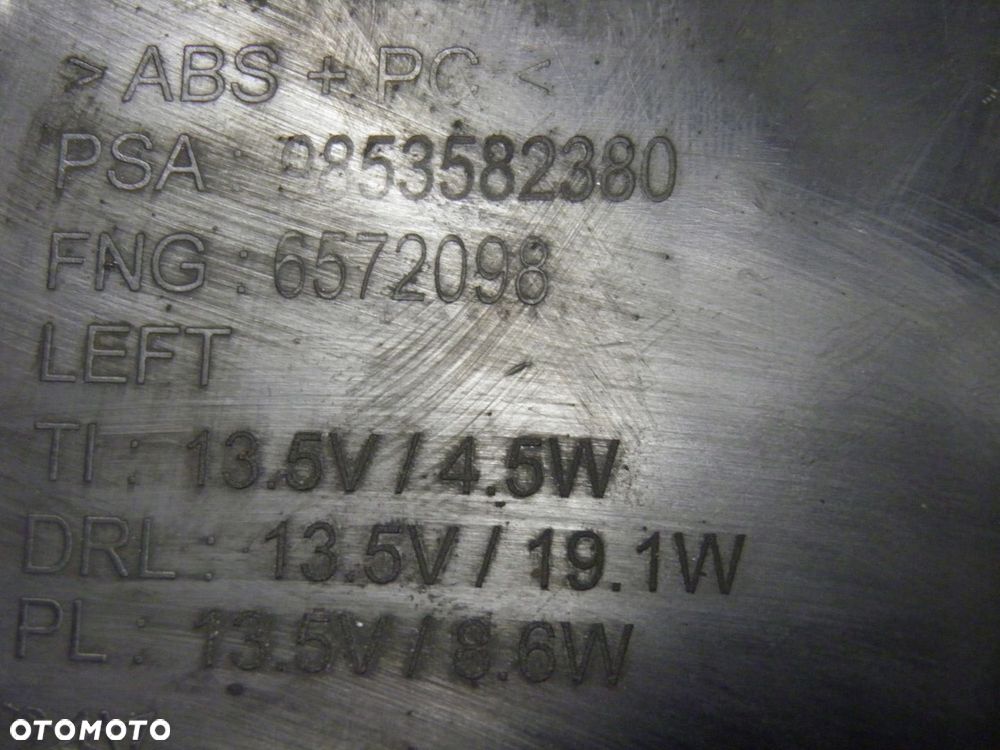 > ABS + PC <
PSA : 9853582380
FNG : 6572098
LEFT
TI : 13.5V / 4.5W
DRL : 13.5V / 19.1W
PL : 13.5V / 8.6W
OTOMOTO